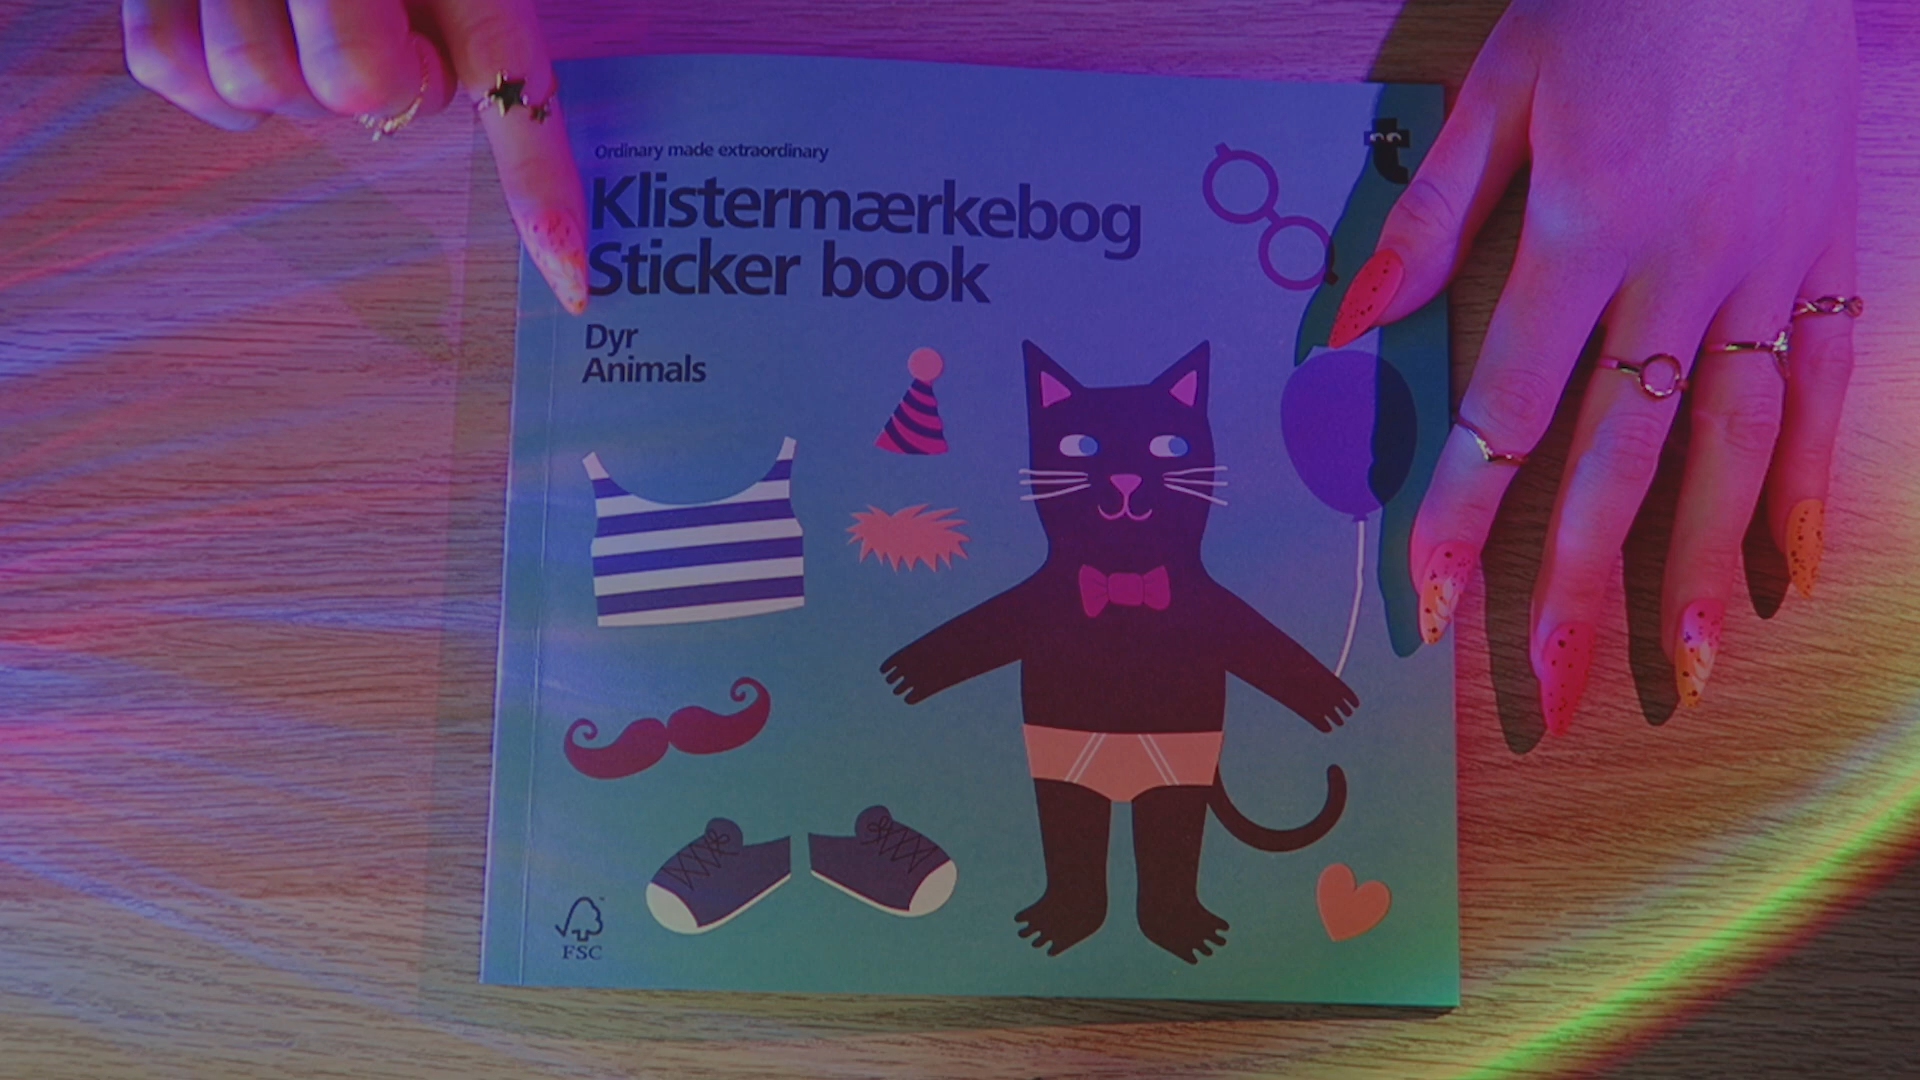 Ordinary made extraordinary
Klistermærkebog
Sticker book
Dyr
Animals
FSC